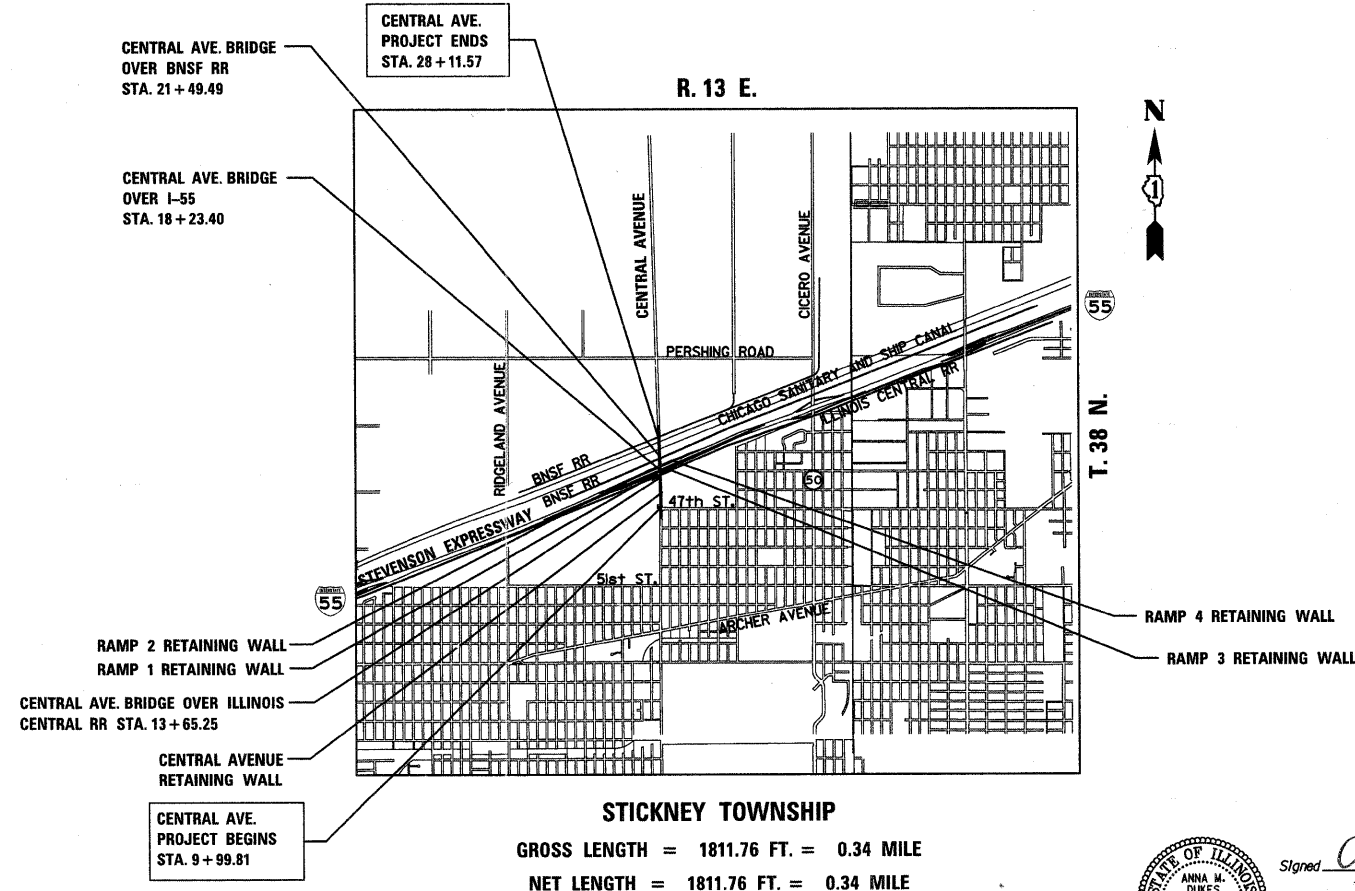 CENTRAL AVE.
PROJECT ENDS
STA. 28+11.57
CENTRAL AVE. BRIDGE
OVER BNSF RR
STA. 21+49.49
R. 13 E.
N
1
CENTRAL AVE. BRIDGE
OVER I-55
STA. 18+23.40
CENTRAL AVENUE
CICERO AVENUE
INTERSTATE
55
PERSHING ROAD
CHICAGO SANITARY AND SHIP CANAL
ILLINOIS CENTRAL RR
RIDGELAND AVENUE
T. 38 N.
BNSF RR
BNSF RR
50
47th ST.
STEVENSON EXPRESSWAY
51st ST.
INTERSTATE
55
ARCHER AVENUE
RAMP 4 RETAINING WALL
RAMP 3 RETAINING WALL
RAMP 2 RETAINING WALL
RAMP 1 RETAINING WALL
CENTRAL AVE. BRIDGE OVER ILLINOIS
CENTRAL RR STA. 13+65.25
CENTRAL AVENUE
RETAINING WALL
CENTRAL AVE.
PROJECT BEGINS
STA. 9+99.81
STICKNEY TOWNSHIP
GROSS LENGTH = 1811.76 FT. = 0.34 MILE
NET LENGTH = 1811.76 FT. = 0.34 MILE
STATE OF ILLINOIS
ANNA M.
DUKES
Signed